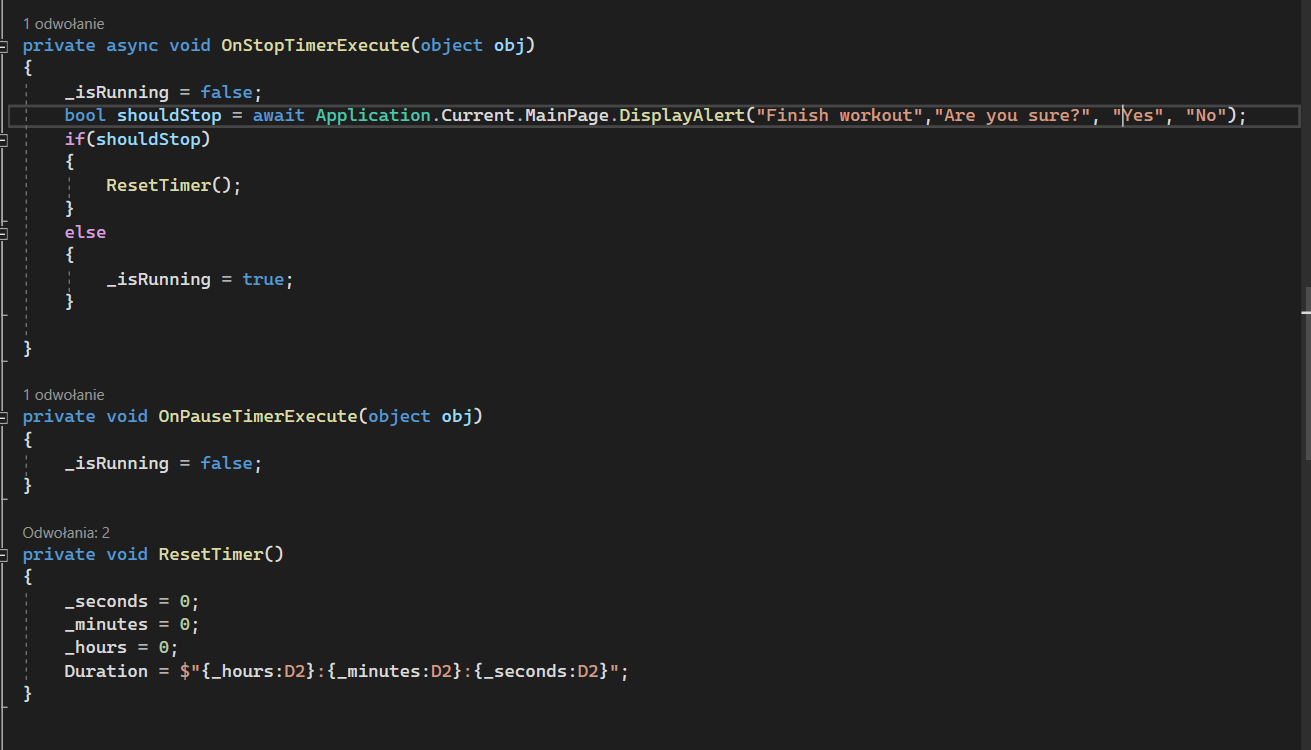 1 odwołanie
private async void OnStopTimerExecute(object obj)
{
_isRunning = false;
bool shouldStop = await Application.Current.MainPage.DisplayAlert("Finish workout","Are you sure?", "Yes", "No");
if(shouldStop)
{
ResetTimer();
}
else
{
_isRunning = true;
}
}
1 odwołanie
private void OnPauseTimerExecute(object obj)
{
_isRunning = false;
}
Odwołania: 2
private void ResetTimer()
{
_seconds = 0;
_minutes = 0;
_hours = 0;
Duration = $"{_hours:D2}:{_minutes:D2}:{_seconds:D2}";
}